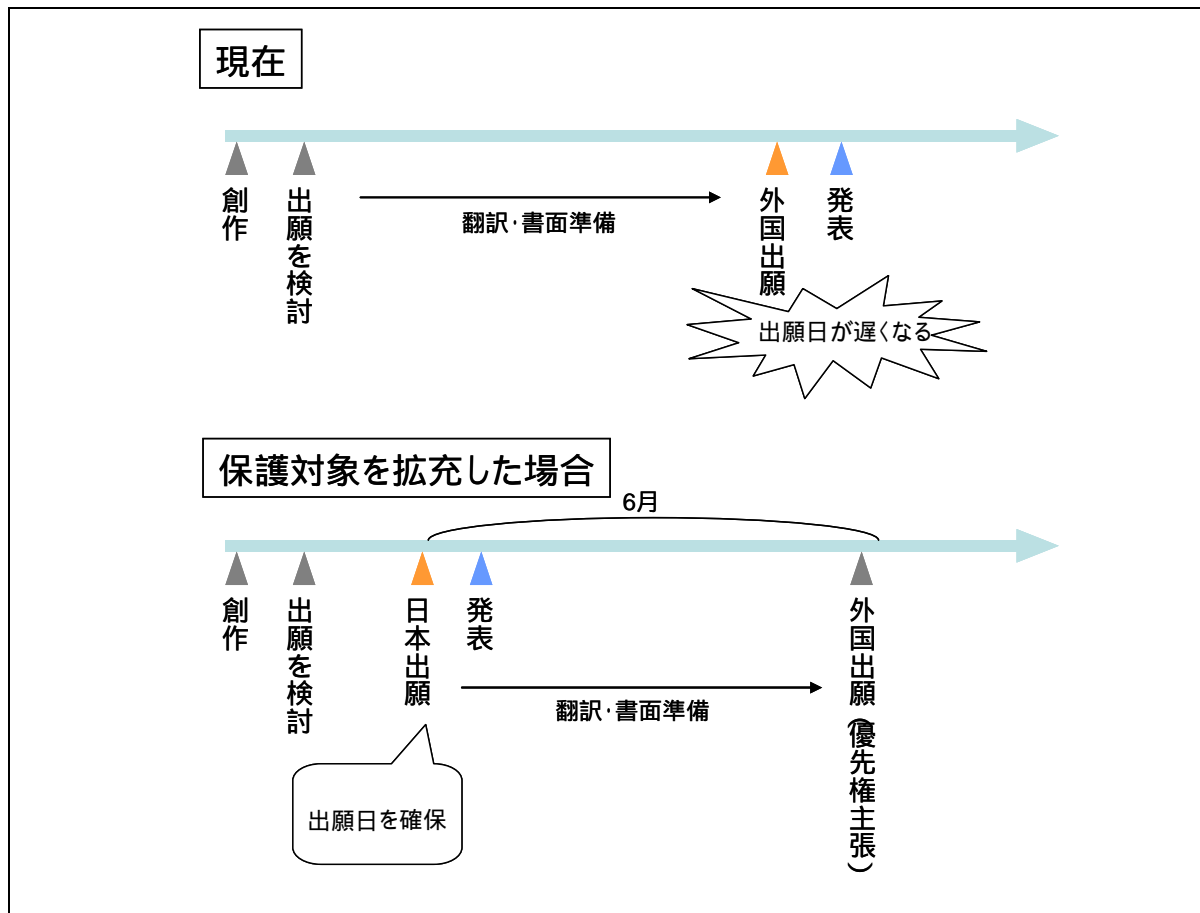 現在
創作
出願を検討
翻訳・書面準備
外国出願
発表
出願日が遅くなる
保護対象を拡充した場合
6月
創作
出願を検討
日本出願
発表
翻訳・書面準備
外国出願（優先権主張）
出願日を確保